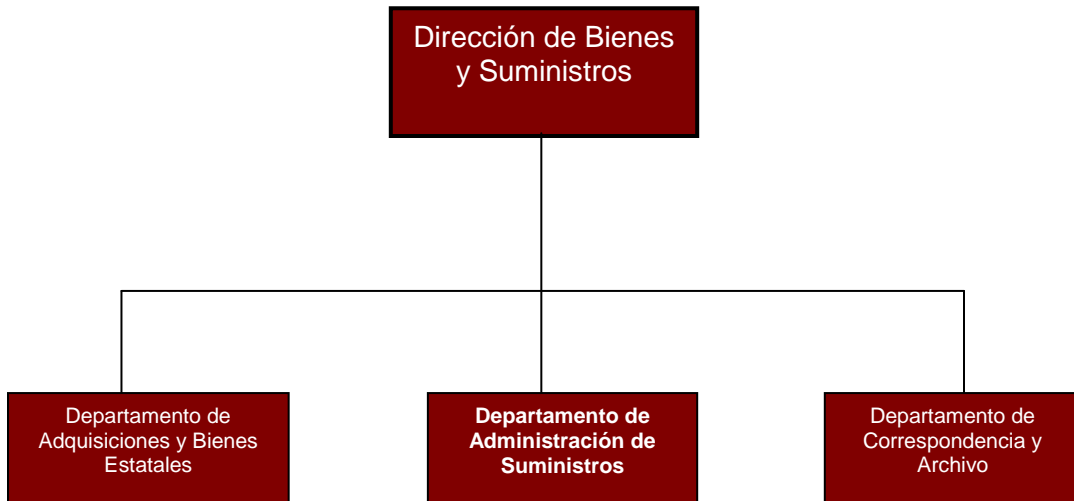 Dirección de Bienes
y Suministros
Departamento de
Adquisiciones y Bienes
Estatales
Departamento de
Administración de
Suministros
Departamento de
Correspondencia y
Archivo